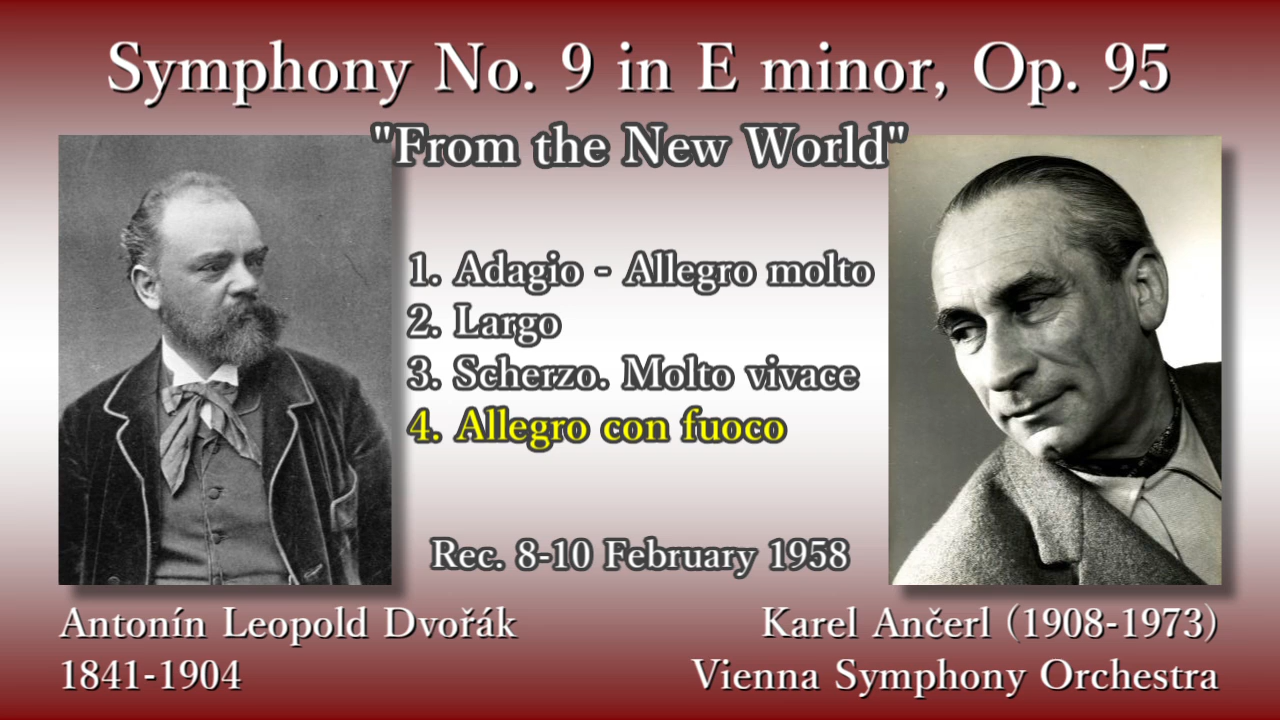 Symphony No. 9 in E minor, Op. 95
"From the New World"
1. Adagio - Allegro molto
2. Largo
3. Scherzo. Molto vivace
4. Allegro con fuoco
Rec. 8-10 February 1958
Antonín Leopold Dvořák
1841-1904
Karel Ančerl (1908-1973)
Vienna Symphony Orchestra